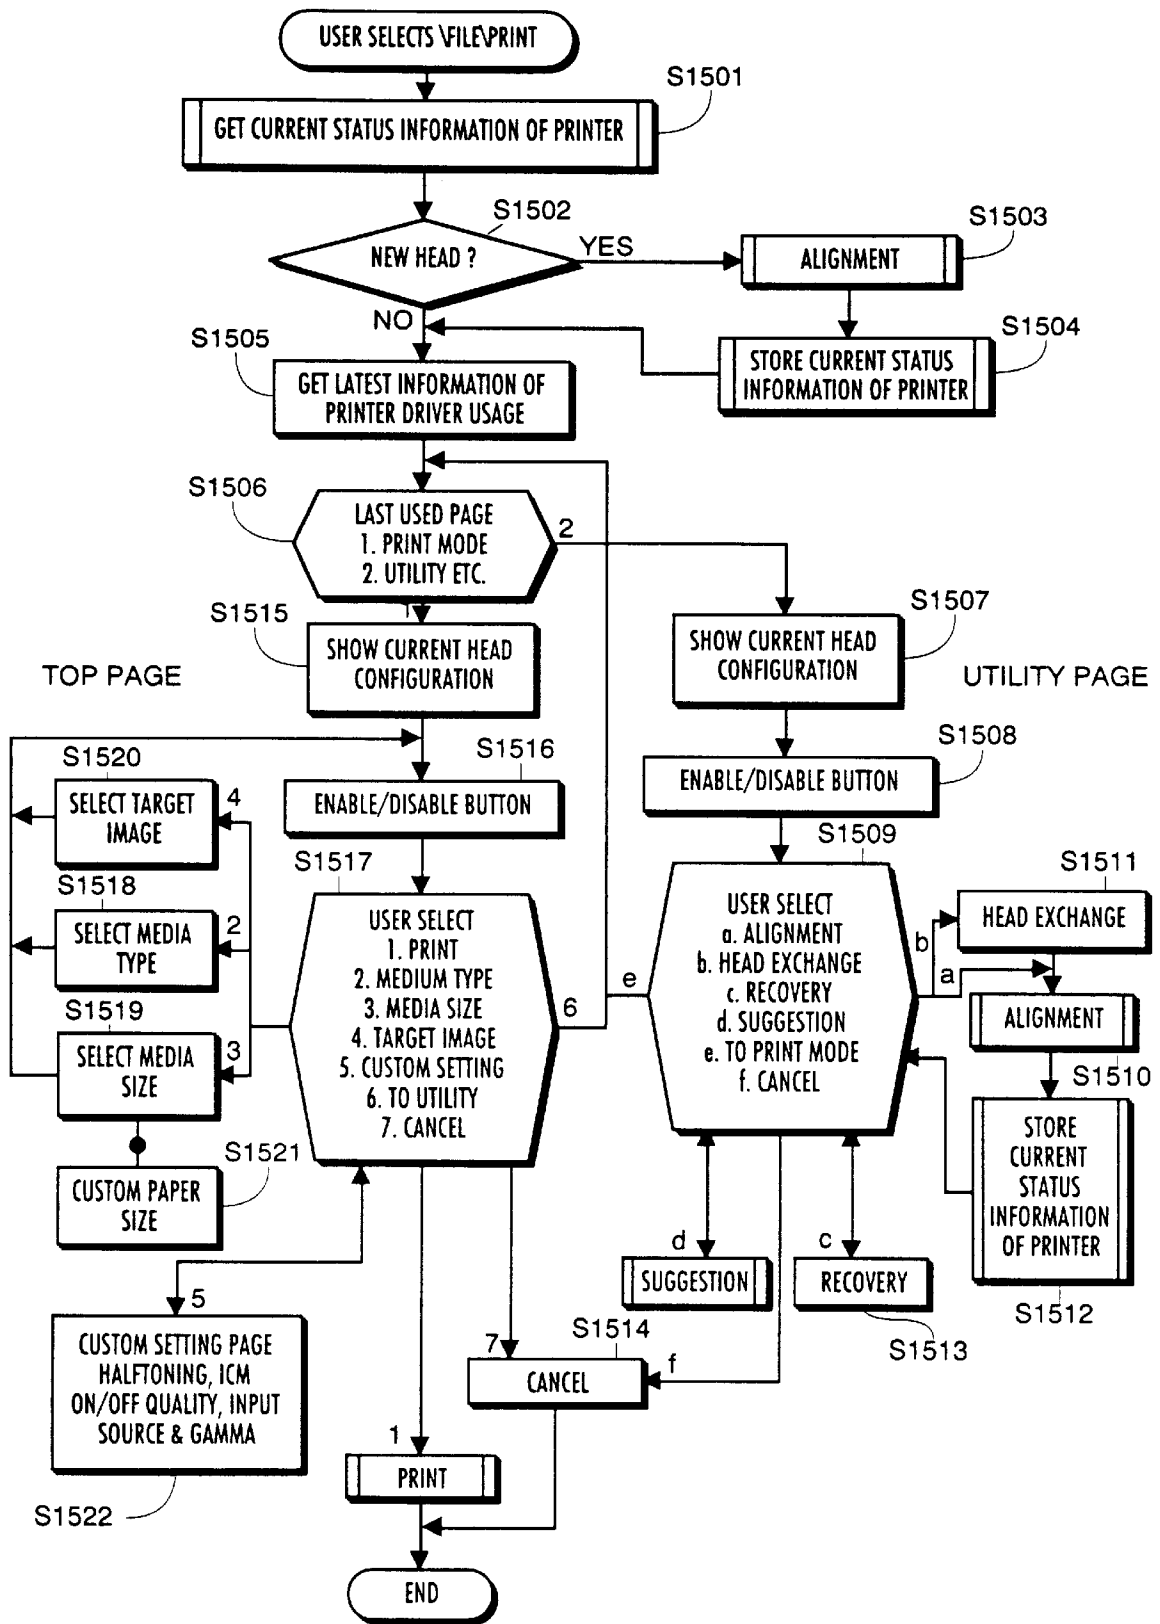 USER SELECTS \FILE\PRINT
S1501
GET CURRENT STATUS INFORMATION OF PRINTER
S1502
NEW HEAD ?
YES
S1503
ALIGNMENT
NO
S1504
STORE CURRENT STATUS
INFORMATION OF PRINTER
S1505
GET LATEST INFORMATION OF
PRINTER DRIVER USAGE
S1506
LAST USED PAGE
1. PRINT MODE
2. UTILITY ETC.
2
1
S1515
SHOW CURRENT HEAD
CONFIGURATION
S1507
SHOW CURRENT HEAD
CONFIGURATION
TOP PAGE
UTILITY PAGE
S1516
ENABLE/DISABLE BUTTON
S1508
ENABLE/DISABLE BUTTON
S1520
SELECT TARGET
IMAGE
4
S1518
SELECT MEDIA
TYPE
2
S1519
SELECT MEDIA
SIZE
3
S1521
CUSTOM PAPER
SIZE
S1517
USER SELECT
1. PRINT
2. MEDIUM TYPE
3. MEDIA SIZE
4. TARGET IMAGE
5. CUSTOM SETTING
6. TO UTILITY
7. CANCEL
6
e
S1509
USER SELECT
a. ALIGNMENT
b. HEAD EXCHANGE
c. RECOVERY
d. SUGGESTION
e. TO PRINT MODE
f. CANCEL
S1511
HEAD EXCHANGE
b
a
ALIGNMENT
S1510
STORE
CURRENT
STATUS
INFORMATION
OF PRINTER
S1512
d
SUGGESTION
c
RECOVERY
S1513
5
CUSTOM SETTING PAGE
HALFTONING, ICM
ON/OFF QUALITY, INPUT
SOURCE & GAMMA
S1522
7
S1514
CANCEL
f
1
PRINT
END